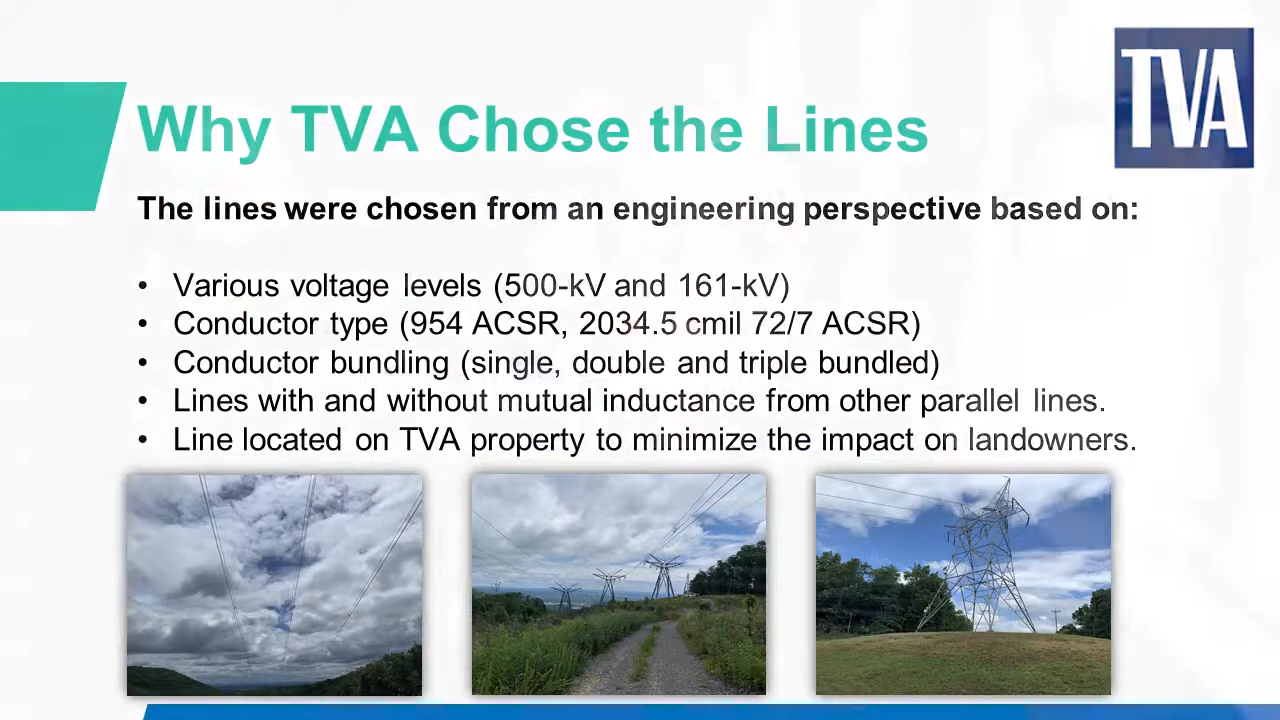 TVA
Why TVA Chose the Lines
The lines were chosen from an engineering perspective based on:
• Various voltage levels (500-kV and 161-kV)
• Conductor type (954 ACSR, 2034.5 cmil 72/7 ACSR)
• Conductor bundling (single, double and triple bundled)
• Lines with and without mutual inductance from other parallel lines.
• Line located on TVA property to minimize the impact on landowners.